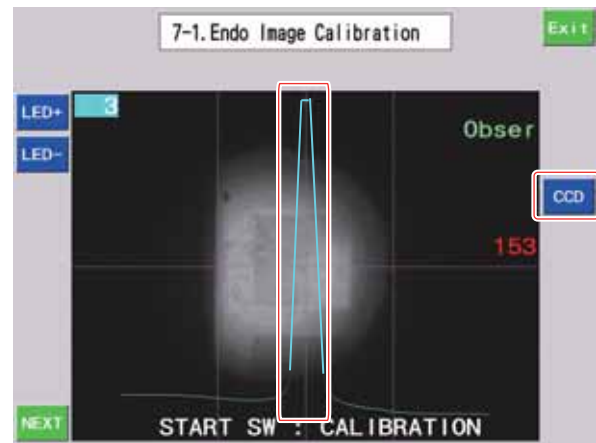 7-1.Endo Image Calibration
Exit
LED+
3
Obser
LED-
CCD
153
NEXT
START SW : CALIBRATION